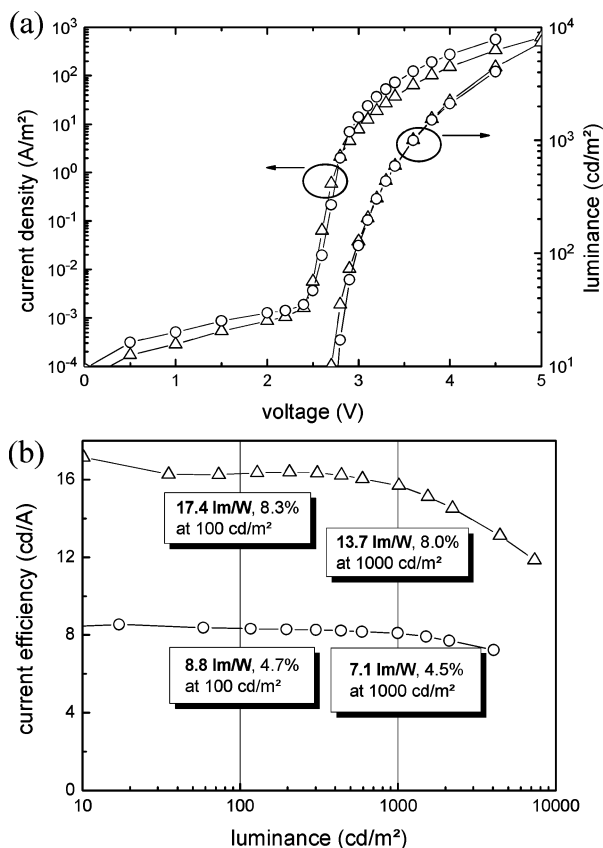 (a)
10³
10²
10¹
10⁰
10⁻¹
10⁻²
10⁻³
10⁻⁴
current density (A/m²)
10⁴
10³
10²
10¹
luminance (cd/m²)
0 1 2 3 4 5
voltage (V)
(b)
16
12
8
4
0
current efficiency (cd/A)
17.4 lm/W, 8.3%
at 100 cd/m²
13.7 lm/W, 8.0%
at 1000 cd/m²
8.8 lm/W, 4.7%
at 100 cd/m²
7.1 lm/W, 4.5%
at 1000 cd/m²
10 100 1000 10000
luminance (cd/m²)